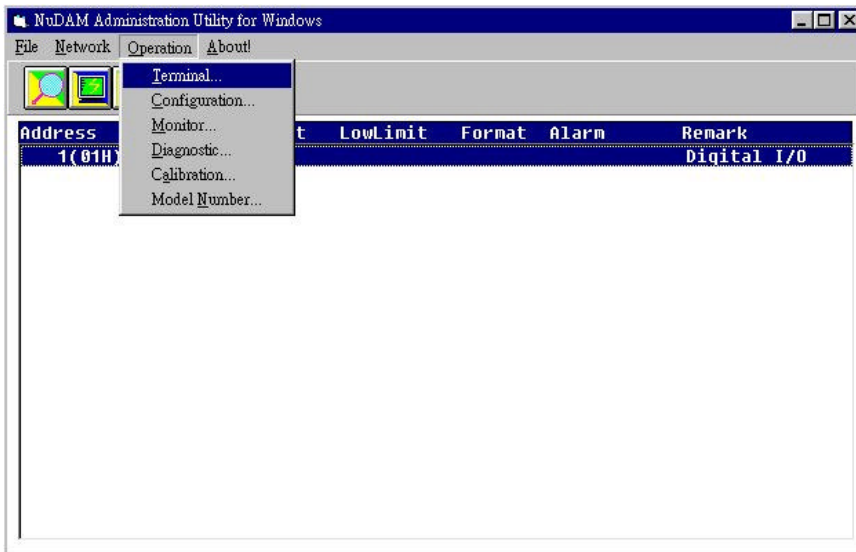 NuDAM Administration Utility for Windows
File Network Operation About!
Terminal...
Configuration...
Monitor...
Diagnostic...
Calibration...
Model Number...
Address t LowLimit Format Alarm Remark
1(01H) Digital I/O